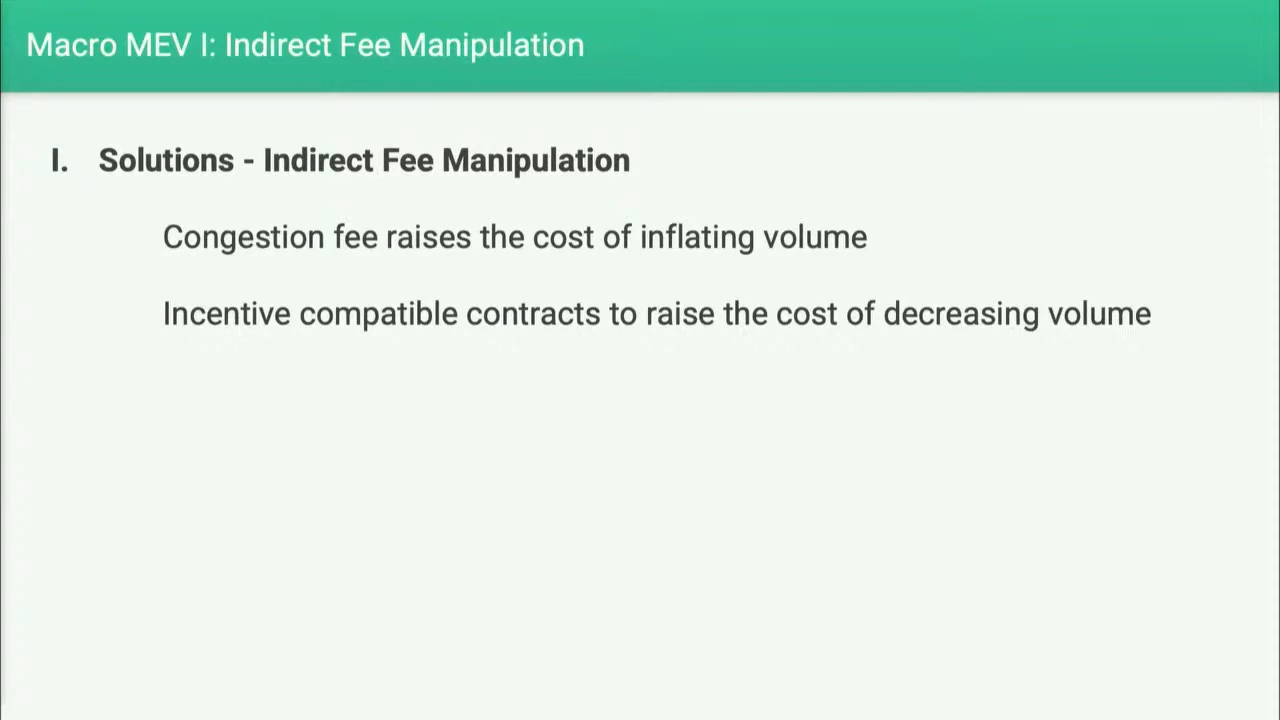 Macro MEV I: Indirect Fee Manipulation
I. Solutions - Indirect Fee Manipulation
Congestion fee raises the cost of inflating volume
Incentive compatible contracts to raise the cost of decreasing volume